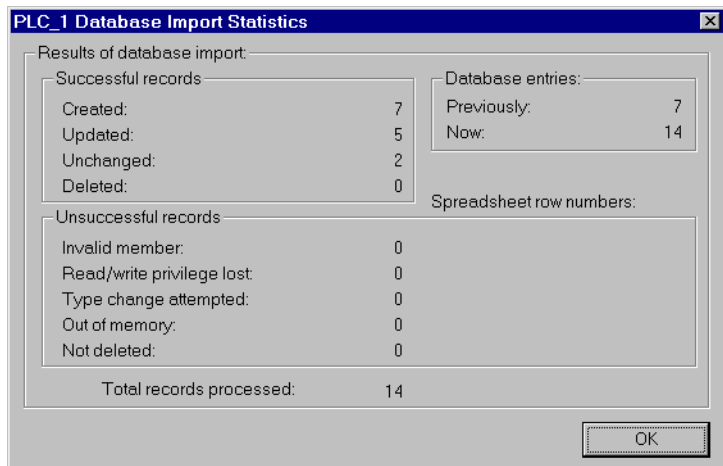 PLC_1 Database Import Statistics
Results of database import:
Successful records
Created: 7
Updated: 5
Unchanged: 2
Deleted: 0
Database entries:
Previously: 7
Now: 14
Spreadsheet row numbers:
Unsuccessful records
Invalid member: 0
Read/write privilege lost: 0
Type change attempted: 0
Out of memory: 0
Not deleted: 0
Total records processed: 14
OK